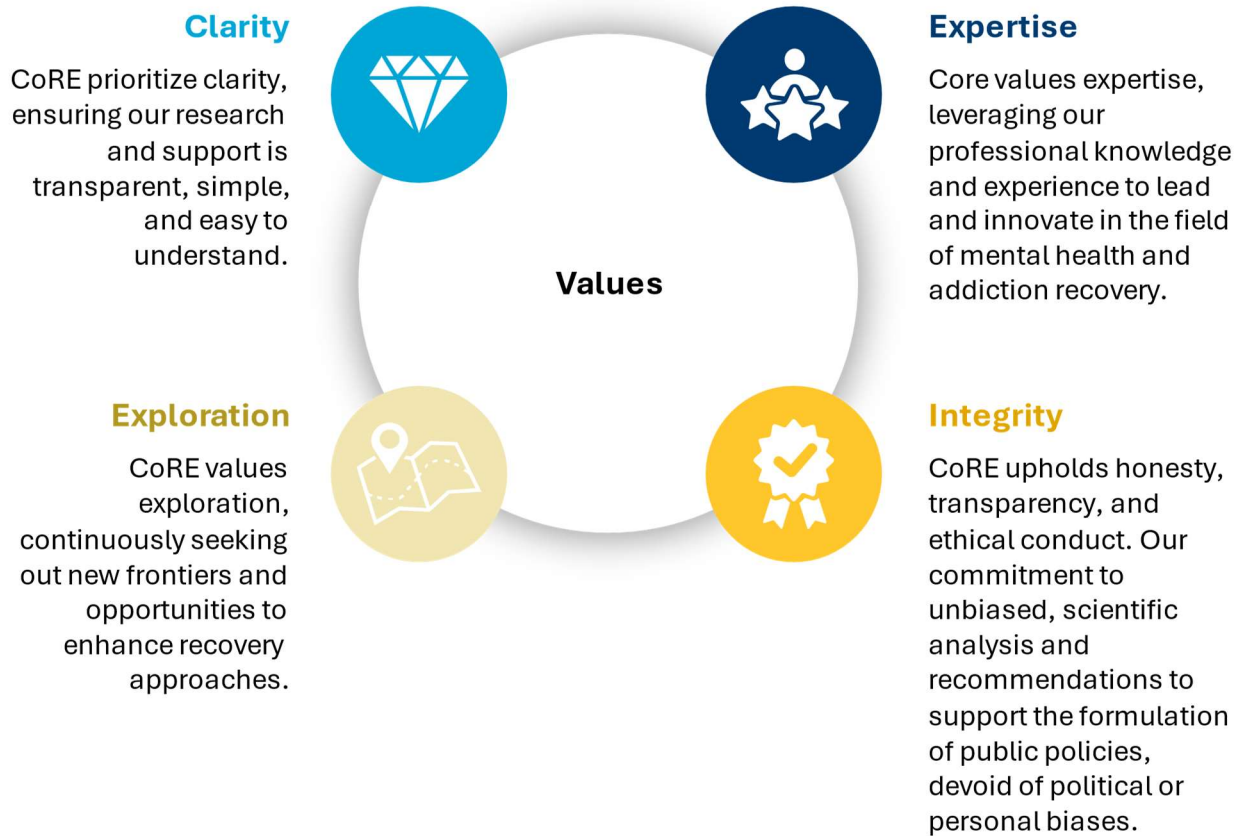 Clarity
CoRE prioritize clarity,
ensuring our research
and support is
transparent, simple,
and easy to
understand.
Expertise
Core values expertise,
leveraging our
professional knowledge
and experience to lead
and innovate in the field
of mental health and
addiction recovery.
Values
Exploration
CoRE values
exploration,
continuously seeking
out new frontiers and
opportunities to
enhance recovery
approaches.
Integrity
CoRE upholds honesty,
transparency, and
ethical conduct. Our
commitment to
unbiased, scientific
analysis and
recommendations to
support the formulation
of public policies,
devoid of political or
personal biases.